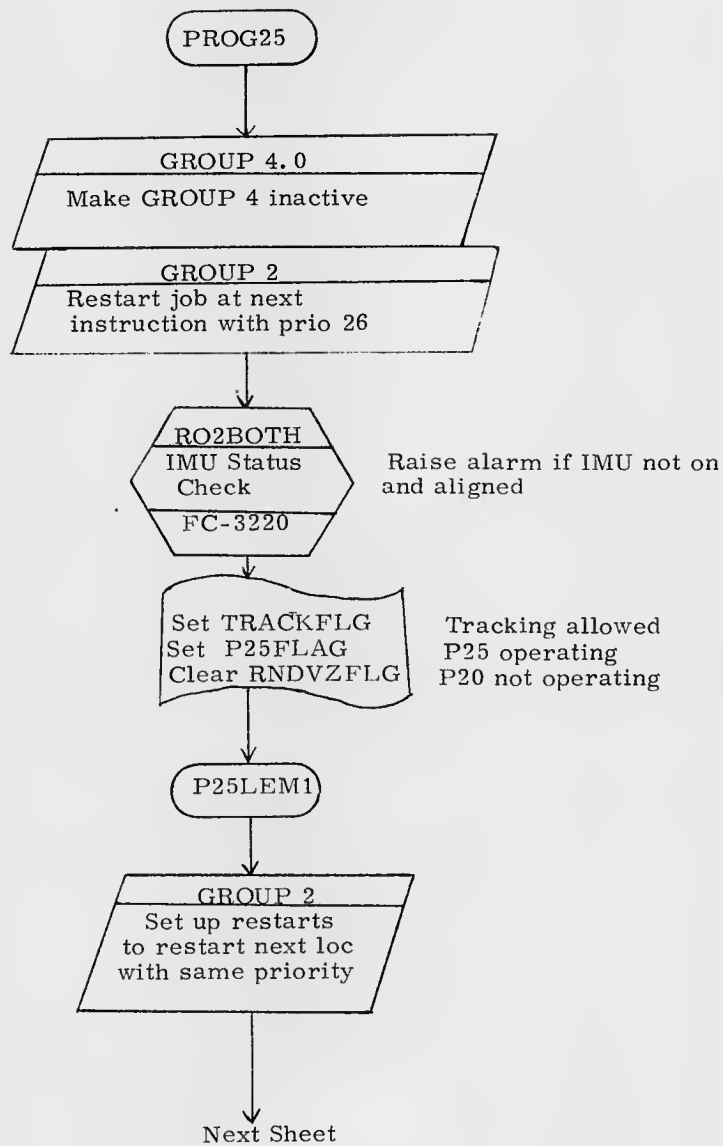 PROG25
GROUP 4.0
Make GROUP 4 inactive
GROUP 2
Restart job at next
instruction with prio 26
RO2BOTH
IMU Status
Check
FC-3220
Raise alarm if IMU not on
and aligned
Set TRACKFLG
Set P25FLAG
Clear RNDVZFLG
Tracking allowed
P25 operating
P20 not operating
P25LEM1
GROUP 2
Set up restarts
to restart next loc
with same priority
Next Sheet